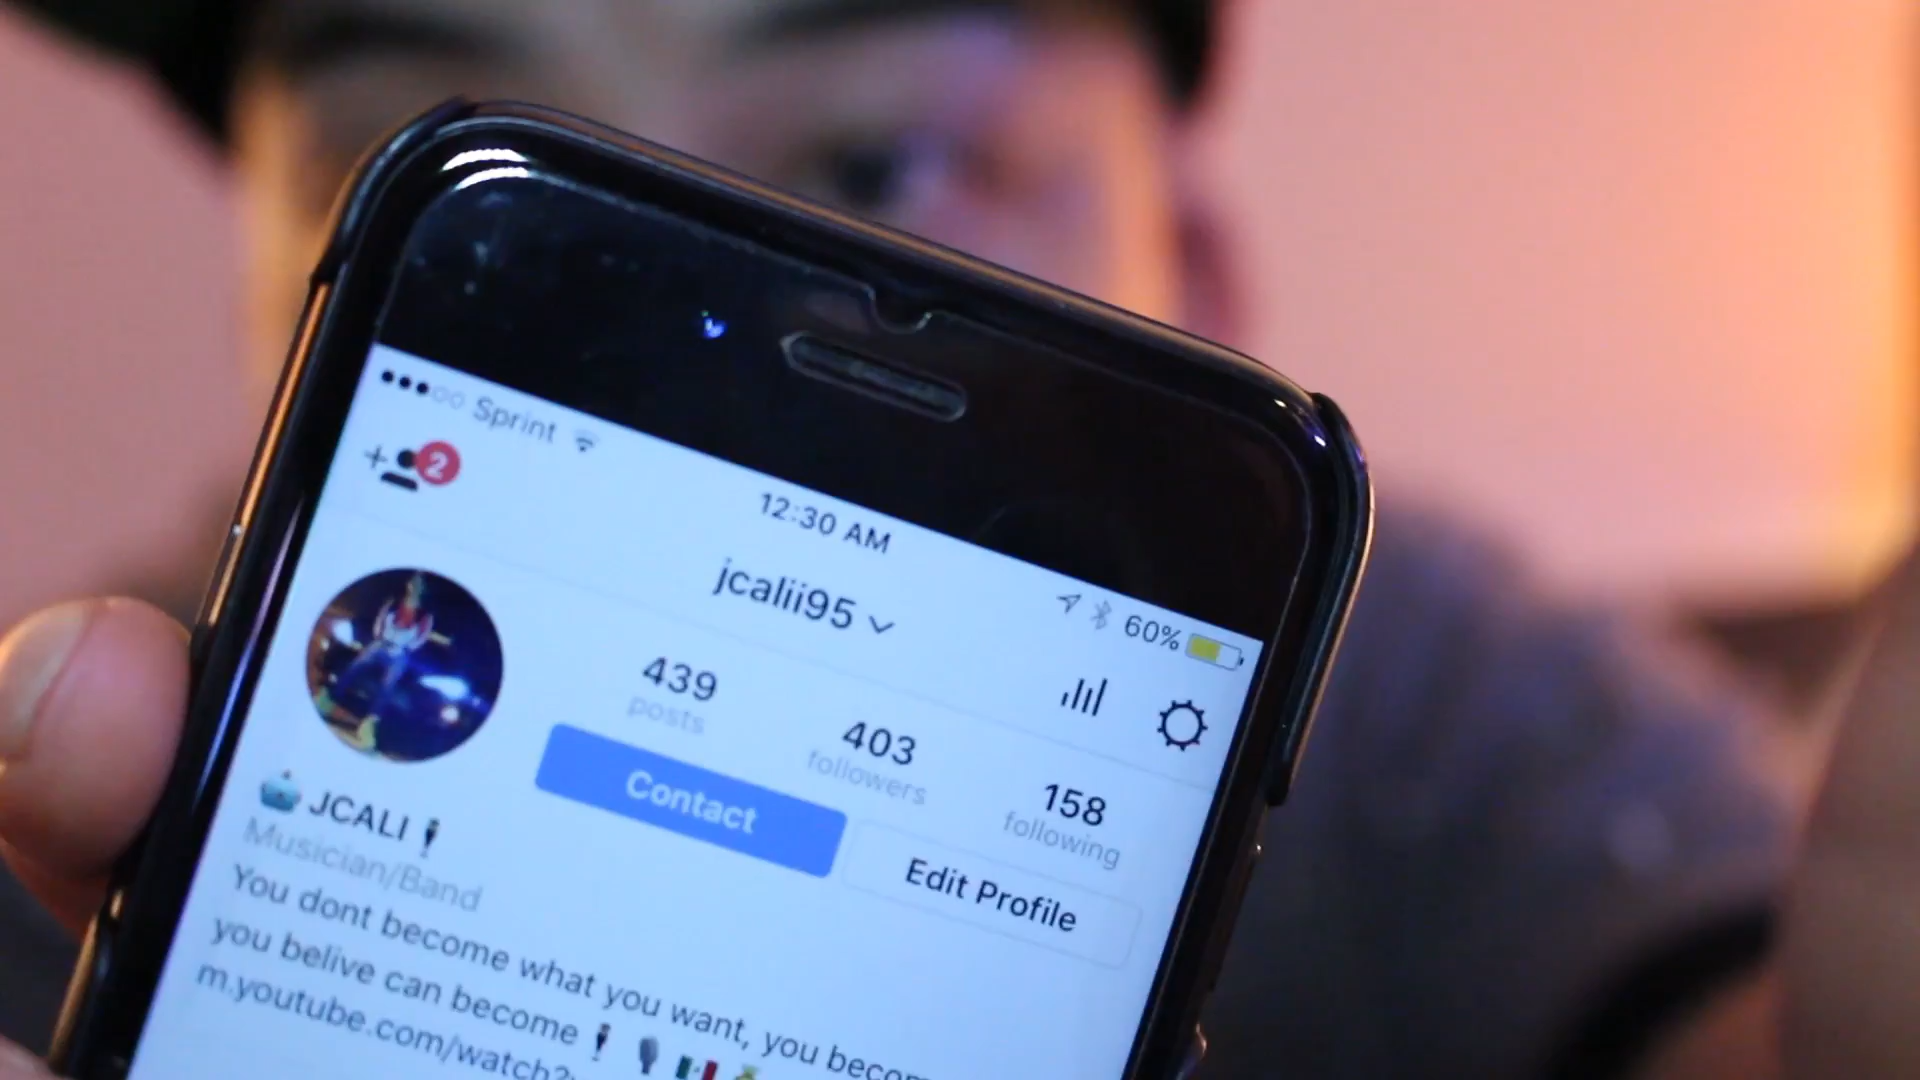 Sprint
2
12:30 AM
60%
jcalii95
439 403 158
posts followers following
Contact
Edit Profile
JCALI
Musician/Band
You dont become what you want, you becom
you belive can become
m.youtube.com/watch?